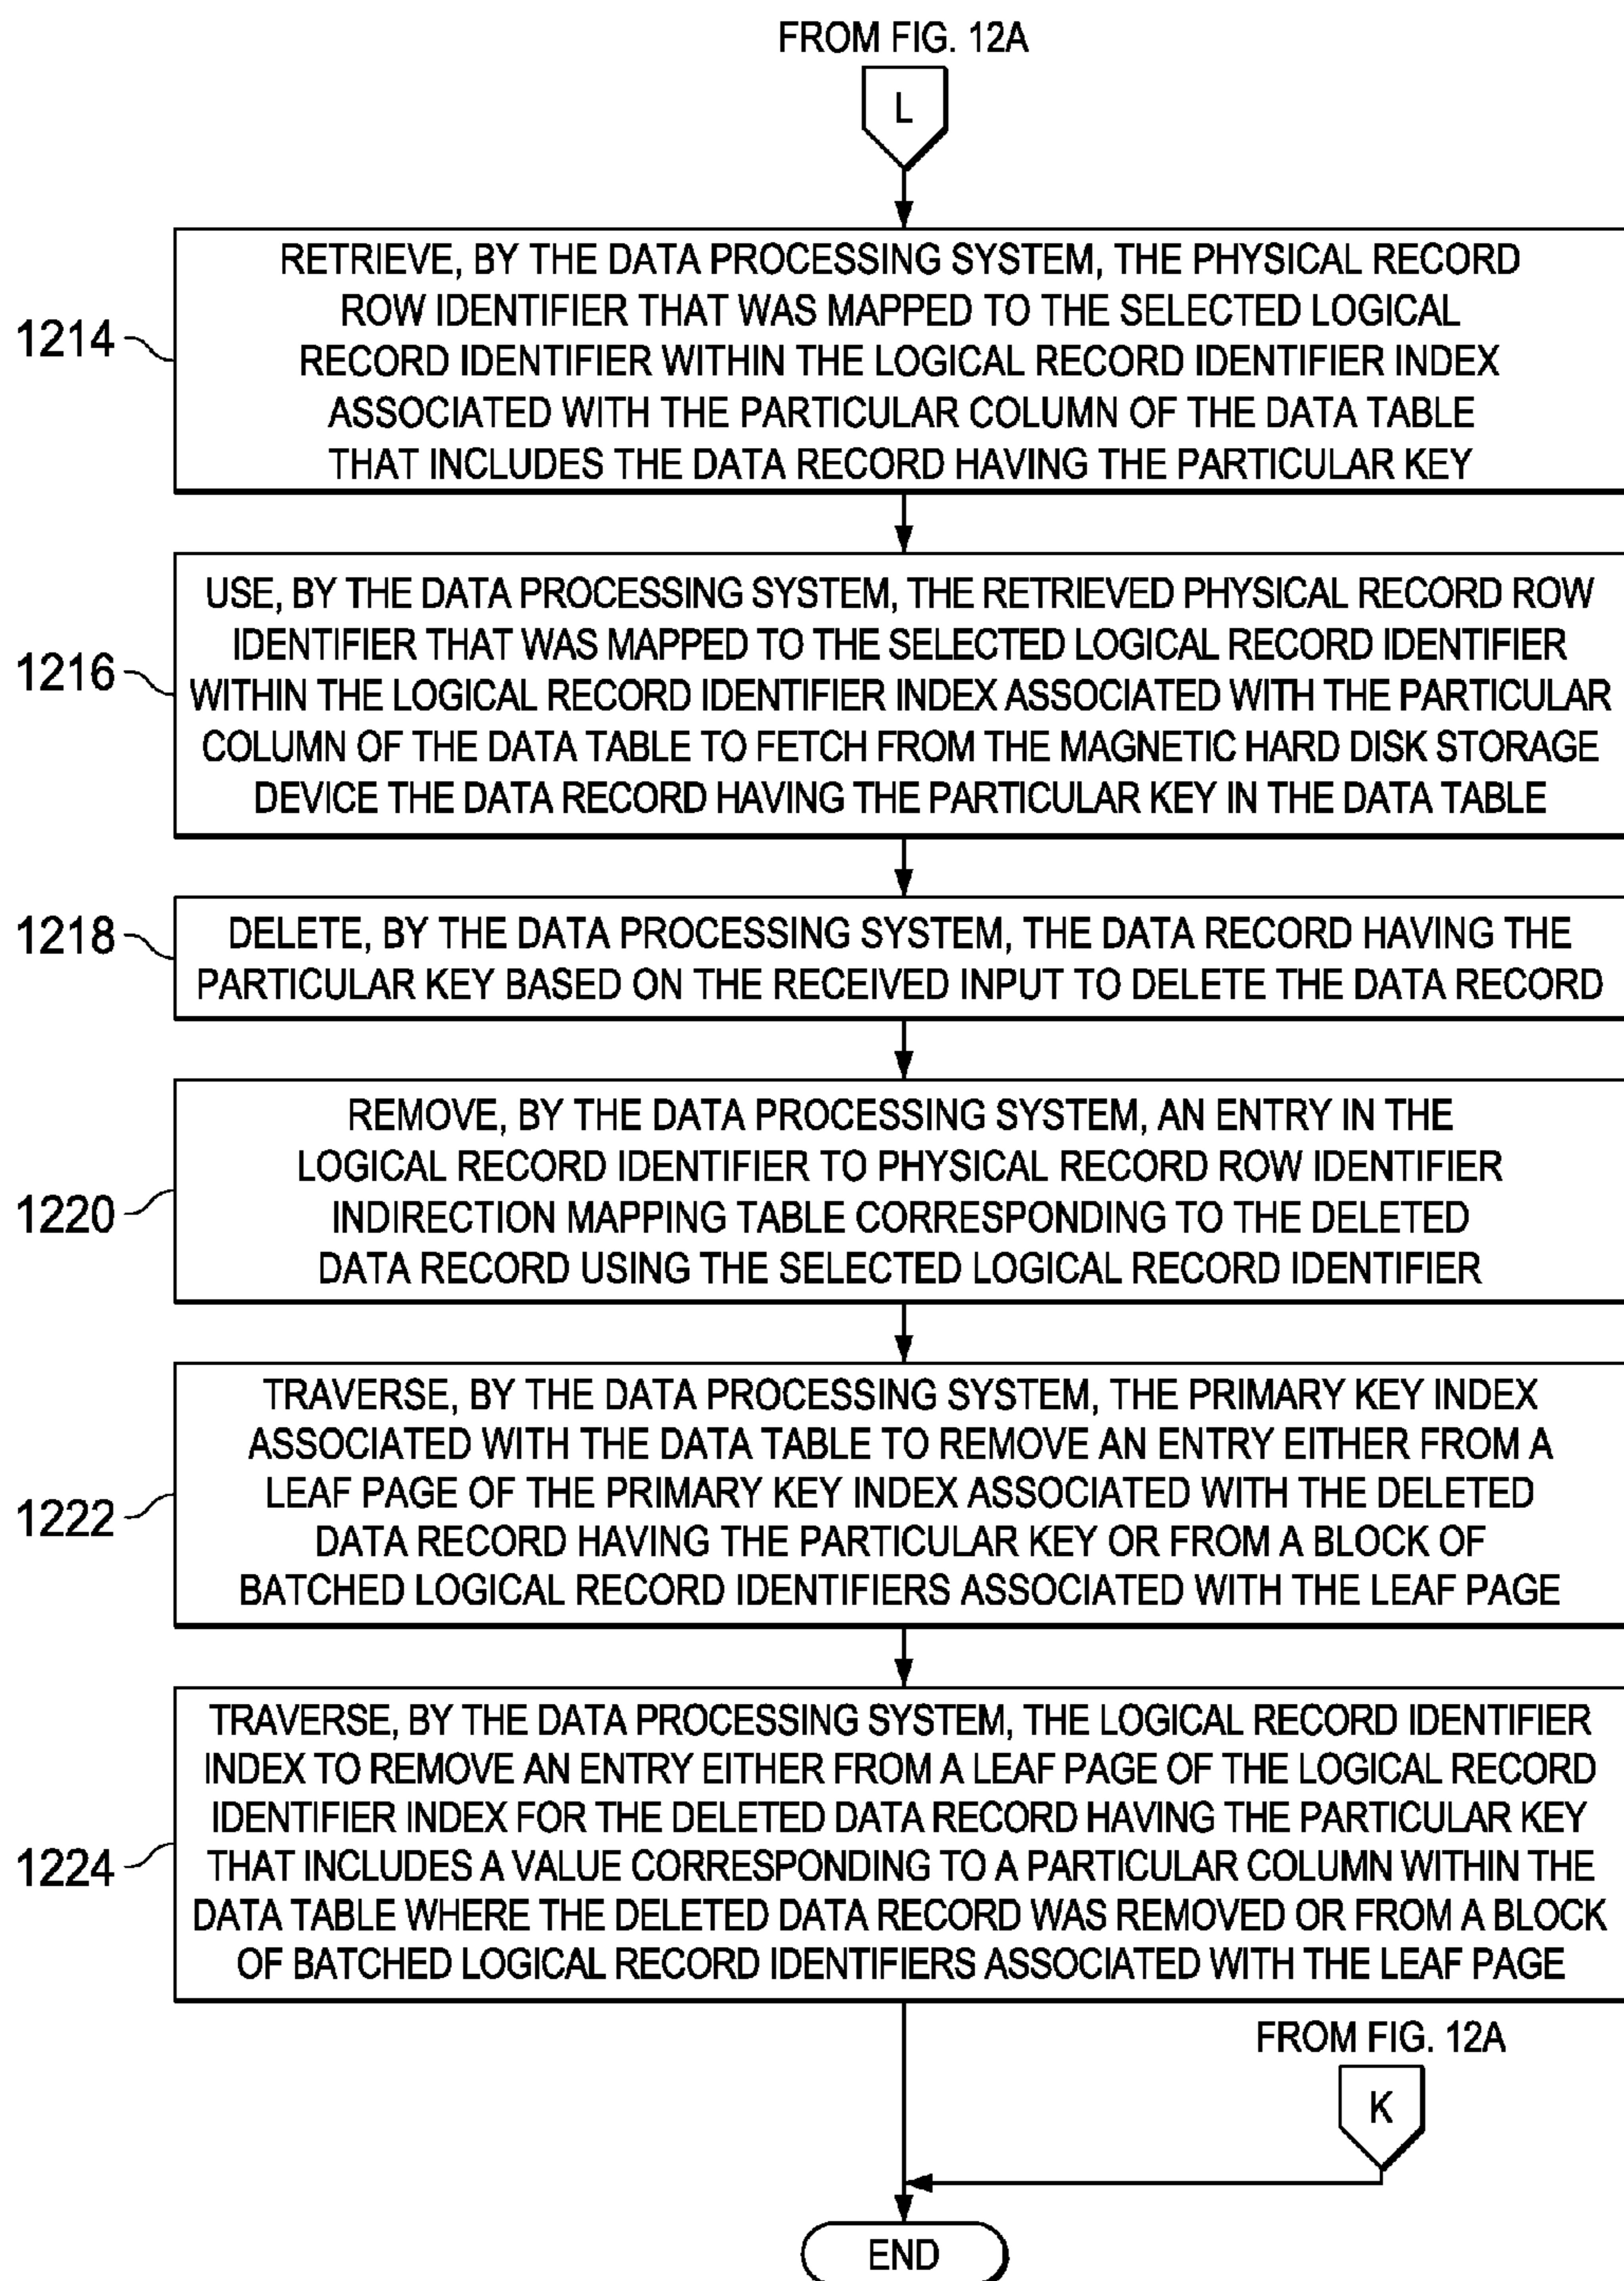 FROM FIG. 12A
L
1214
RETRIEVE, BY THE DATA PROCESSING SYSTEM, THE PHYSICAL RECORD
ROW IDENTIFIER THAT WAS MAPPED TO THE SELECTED LOGICAL
RECORD IDENTIFIER WITHIN THE LOGICAL RECORD IDENTIFIER INDEX
ASSOCIATED WITH THE PARTICULAR COLUMN OF THE DATA TABLE
THAT INCLUDES THE DATA RECORD HAVING THE PARTICULAR KEY
1216
USE, BY THE DATA PROCESSING SYSTEM, THE RETRIEVED PHYSICAL RECORD ROW
IDENTIFIER THAT WAS MAPPED TO THE SELECTED LOGICAL RECORD IDENTIFIER
WITHIN THE LOGICAL RECORD IDENTIFIER INDEX ASSOCIATED WITH THE PARTICULAR
COLUMN OF THE DATA TABLE TO FETCH FROM THE MAGNETIC HARD DISK STORAGE
DEVICE THE DATA RECORD HAVING THE PARTICULAR KEY IN THE DATA TABLE
1218
DELETE, BY THE DATA PROCESSING SYSTEM, THE DATA RECORD HAVING THE
PARTICULAR KEY BASED ON THE RECEIVED INPUT TO DELETE THE DATA RECORD
1220
REMOVE, BY THE DATA PROCESSING SYSTEM, AN ENTRY IN THE
LOGICAL RECORD IDENTIFIER TO PHYSICAL RECORD ROW IDENTIFIER
INDIRECTION MAPPING TABLE CORRESPONDING TO THE DELETED
DATA RECORD USING THE SELECTED LOGICAL RECORD IDENTIFIER
1222
TRAVERSE, BY THE DATA PROCESSING SYSTEM, THE PRIMARY KEY INDEX
ASSOCIATED WITH THE DATA TABLE TO REMOVE AN ENTRY EITHER FROM A
LEAF PAGE OF THE PRIMARY KEY INDEX ASSOCIATED WITH THE DELETED
DATA RECORD HAVING THE PARTICULAR KEY OR FROM A BLOCK OF
BATCHED LOGICAL RECORD IDENTIFIERS ASSOCIATED WITH THE LEAF PAGE
1224
TRAVERSE, BY THE DATA PROCESSING SYSTEM, THE LOGICAL RECORD IDENTIFIER
INDEX TO REMOVE AN ENTRY EITHER FROM A LEAF PAGE OF THE LOGICAL RECORD
IDENTIFIER INDEX FOR THE DELETED DATA RECORD HAVING THE PARTICULAR KEY
THAT INCLUDES A VALUE CORRESPONDING TO A PARTICULAR COLUMN WITHIN THE
DATA TABLE WHERE THE DELETED DATA RECORD WAS REMOVED OR FROM A BLOCK
OF BATCHED LOGICAL RECORD IDENTIFIERS ASSOCIATED WITH THE LEAF PAGE
FROM FIG. 12A
K
END